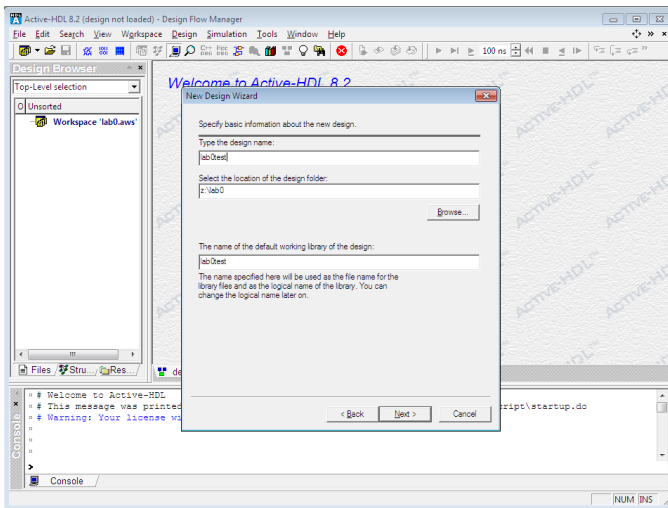 Active-HDL 8.2 (design not loaded) - Design Flow Manager
File Edit Search View Workspace Design Simulation Tools Window Help
100 ns
Design Browser
Top-Level selection
Unsorted
Workspace 'lab0.aws'
Files Stru... Res...
Welcome to Active-HDL 8.2
ACTIVE-HDL™
New Design Wizard
Specify basic information about the new design.
Type the design name:
lab0test
Select the location of the design folder:
z:\lab0
Browse...
The name of the default working library of the design:
lab0test
The name specified here will be used as the file name for the
library files and as the logical name of the library. You can
change the logical name later on.
< Back Next > Cancel
de
# Welcome to Active-HDL
# This message was printed ript\startup.do
# Warning: Your license wi
>
Console
Console
NUM INS